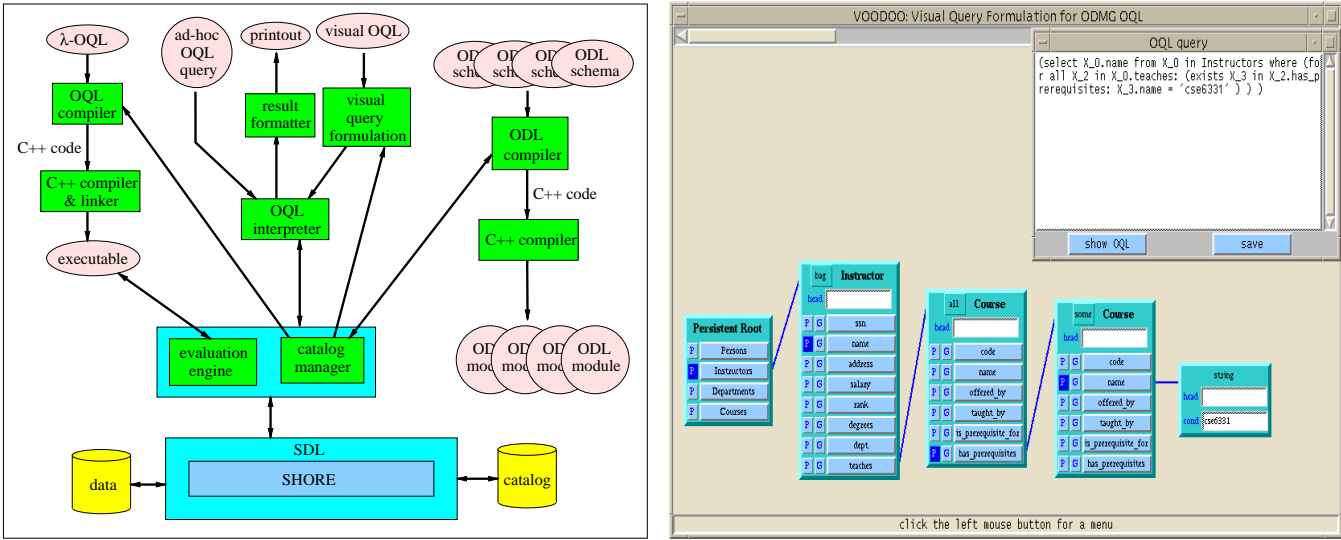 λ-OQL
ad-hoc
OQL
query
printout
visual OQL
ODL
schema
OQL
compiler
result
formatter
visual
query
formulation
ODL
compiler
C++ code
C++ compiler
& linker
OQL
interpreter
C++ code
C++ compiler
executable
evaluation
engine
catalog
manager
OD
moc
OD
moc
OD
moc
ODL
module
SDL
SHORE
data
catalog
VOODOO: Visual Query Formulation for ODMG OQL
OQL query
(select X_0.name from X_0 in Instructors where (fo
r all X_2 in X_0.teaches: (exists X_3 in X_2.has_p
rerequisites: X_3.name = 'cse6331' ) ) )
show OQL
save
Persistent Root
P Persons
P Instructors
P Departments
P Courses
bag Instructor
head
P G ssn
P G name
P G address
P G salary
P G rank
P G degrees
P G dept
teaches
all Course
head
P G code
P G name
P G offered_by
P G taught_by
P G is_prerequisite_for
P G has_prerequisites
some Course
head
P G code
P G name
P G offered_by
P G taught_by
P G is_prerequisite_for
P G has_prerequisites
string
head
cond cse6331
click the left mouse button for a menu